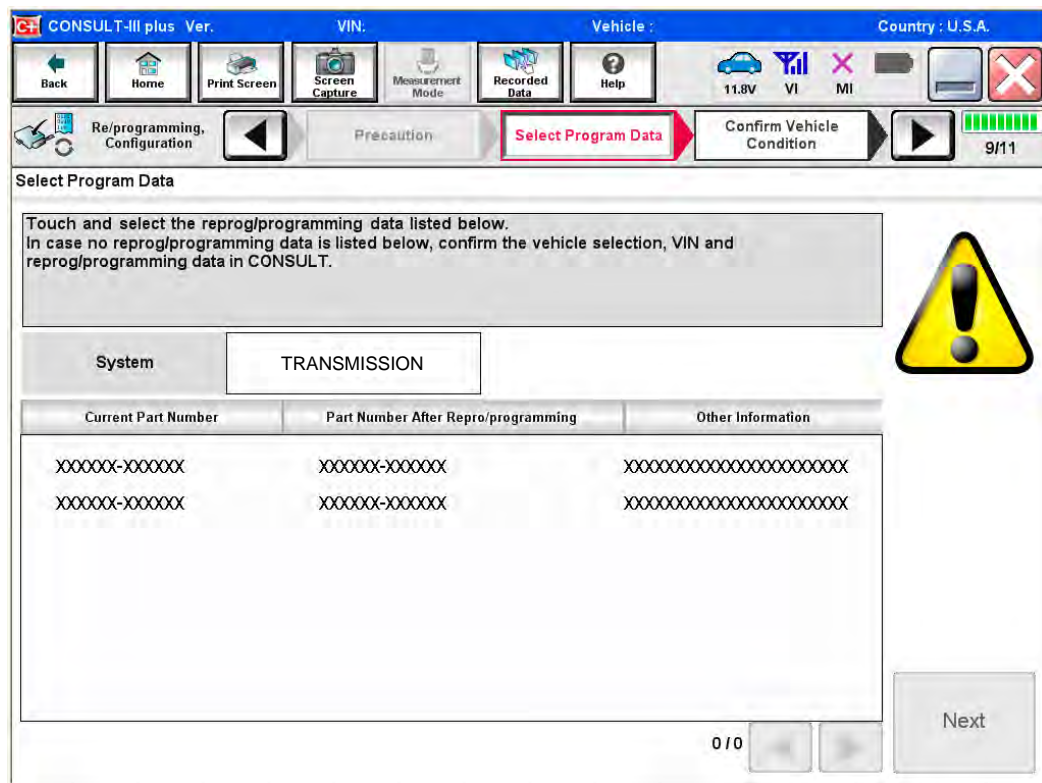 C+ CONSULT-III plus Ver. VIN: Vehicle : Country : U.S.A.
Back Home Print Screen Screen Capture Measurement Mode Recorded Data Help 11.8V VI MI
Re/programming, Configuration Precaution Select Program Data Confirm Vehicle Condition 9/11
Select Program Data
Touch and select the reprog/programming data listed below.
In case no reprog/programming data is listed below, confirm the vehicle selection, VIN and
reprog/programming data in CONSULT.
System TRANSMISSION
Current Part Number Part Number After Repro/programming Other Information
XXXXXX-XXXXXX XXXXXX-XXXXXX XXXXXXXXXXXXXXXXXXXXXX
XXXXXX-XXXXXX XXXXXX-XXXXXX XXXXXXXXXXXXXXXXXXXXXX
Next
0/0